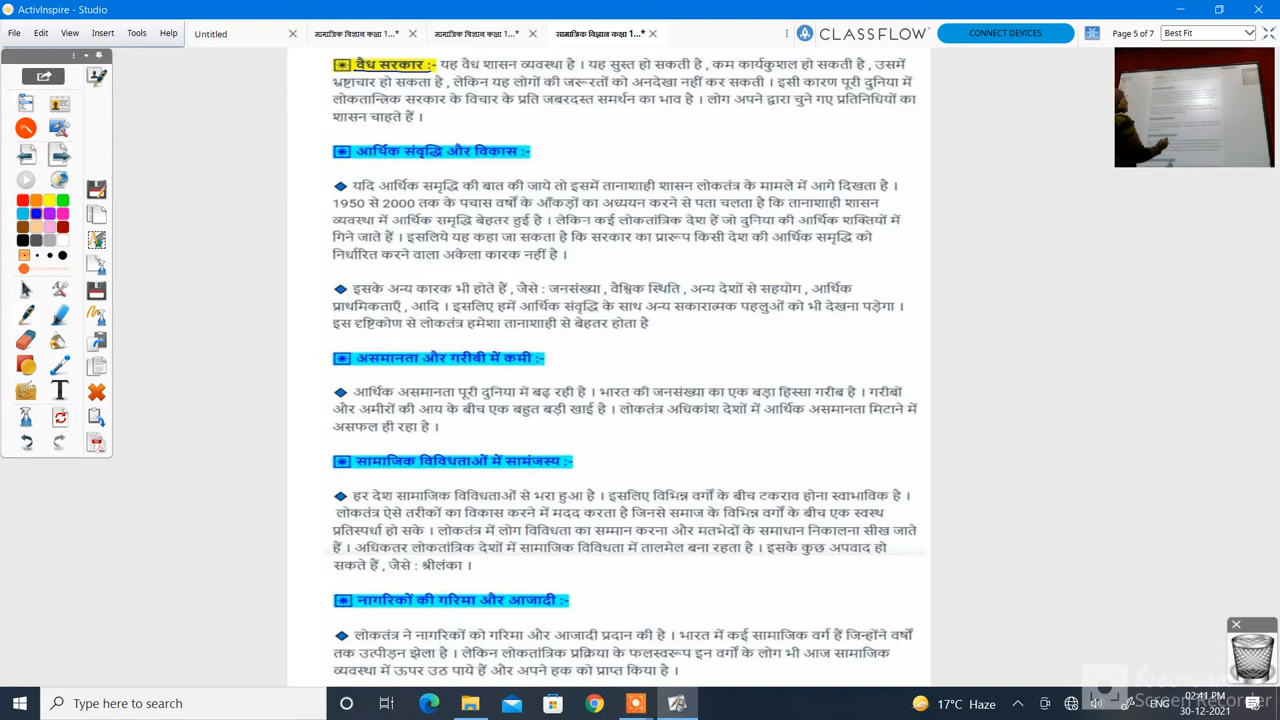 ActivInspire - Studio
File Edit View Insert Tools Help
Untitled
सामाजिक विज्ञान कक्षा 1...*
सामाजिक विज्ञान कक्षा 1...*
सामाजिक विज्ञान कक्षा 1...*
CLASSFLOW
CONNECT DEVICES
Page 5 of 7
Best Fit
वैध सरकार :- यह वैध शासन व्यवस्था है । यह सुस्त हो सकती है , कम कार्यकुशल हो सकती है , उसमें
भ्रष्टाचार हो सकता है , लेकिन यह लोगों की जरूरतों को अनदेखा नहीं कर सकती । इसी कारण पूरी दुनिया में
लोकतान्त्रिक सरकार के विचार के प्रति जबरदस्त समर्थन का भाव है । लोग अपने द्वारा चुने गए प्रतिनिधियों का
शासन चाहते हैं ।
आर्थिक संवृद्धि और विकास :-
यदि आर्थिक समृद्धि की बात की जाये तो इसमें तानाशाही शासन लोकतंत्र के मामले में आगे दिखता है ।
1950 से 2000 तक के पचास वर्षों के आँकड़ों का अध्ययन करने से पता चलता है कि तानाशाही शासन
व्यवस्था में आर्थिक समृद्धि बेहतर हुई है । लेकिन कई लोकतांत्रिक देश हैं जो दुनिया की आर्थिक शक्तियों में
गिने जाते हैं । इसलिये यह कहा जा सकता है कि सरकार का प्रारूप किसी देश की आर्थिक समृद्धि को
निर्धारित करने वाला अकेला कारक नहीं है ।
इसके अन्य कारक भी होते हैं , जैसे : जनसंख्या , वैश्विक स्थिति , अन्य देशों से सहयोग , आर्थिक
प्राथमिकताएँ , आदि । इसलिए हमें आर्थिक संवृद्धि के साथ अन्य सकारात्मक पहलुओं को भी देखना पड़ेगा ।
इस दृष्टिकोण से लोकतंत्र हमेशा तानाशाही से बेहतर होता है
असमानता और गरीबी में कमी :-
आर्थिक असमानता पूरी दुनिया में बढ़ रही है । भारत की जनसंख्या का एक बड़ा हिस्सा गरीब है । गरीबों
और अमीरों की आय के बीच एक बहुत बड़ी खाई है । लोकतंत्र अधिकांश देशों में आर्थिक असमानता मिटाने में
असफल ही रहा है ।
सामाजिक विविधताओं में सामंजस्य :-
हर देश सामाजिक विविधताओं से भरा हुआ है । इसलिए विभिन्न वर्गों के बीच टकराव होना स्वाभाविक है ।
लोकतंत्र ऐसे तरीकों का विकास करने में मदद करता है जिनसे समाज के विभिन्न वर्गों के बीच एक स्वस्थ
प्रतिस्पर्धा हो सके । लोकतंत्र में लोग विविधता का सम्मान करना और मतभेदों के समाधान निकालना सीख जाते
हैं । अधिकतर लोकतांत्रिक देशों में सामाजिक विविधता में तालमेल बना रहता है । इसके कुछ अपवाद हो
सकते हैं , जैसे : श्रीलंका ।
नागरिकों की गरिमा और आजादी :-
लोकतंत्र ने नागरिकों को गरिमा और आजादी प्रदान की है । भारत में कई सामाजिक वर्ग हैं जिन्होंने वर्षों
तक उत्पीड़न झेला है । लेकिन लोकतांत्रिक प्रक्रिया के फलस्वरूप इन वर्गों के लोग भी आज सामाजिक
व्यवस्था में ऊपर उठ पाये हैं और अपने हक को प्राप्त किया है ।
Screen Recorder
Type here to search
17°C Haze
ENG
02:41 PM
30-12-2021